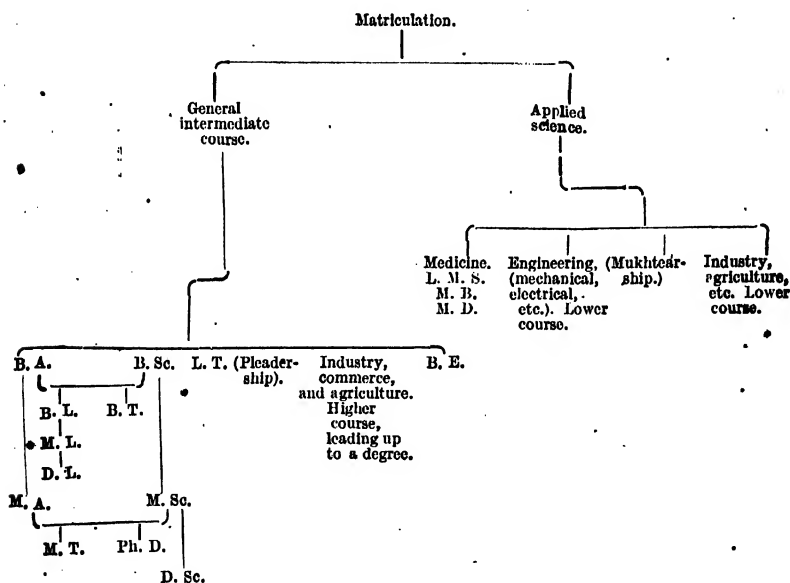 Matriculation.
General
intermediate
course.
Applied
science.
Medicine.
L. M. S.
M. B.
M. D.
Engineering,
(mechanical,
electrical,
etc.). Lower
course.
(Mukhtear-
ship.)
Industry,
agriculture,
etc. Lower
course.
B. A.
B. Sc.
L. T.
(Pleader-
ship).
Industry,
commerce,
and agriculture.
Higher
course,
leading up
to a degree.
B. E.
B. L.
B. T.
M. L.
D. L.
M. A.
M. Sc.
M. T.
Ph. D.
D. Sc.